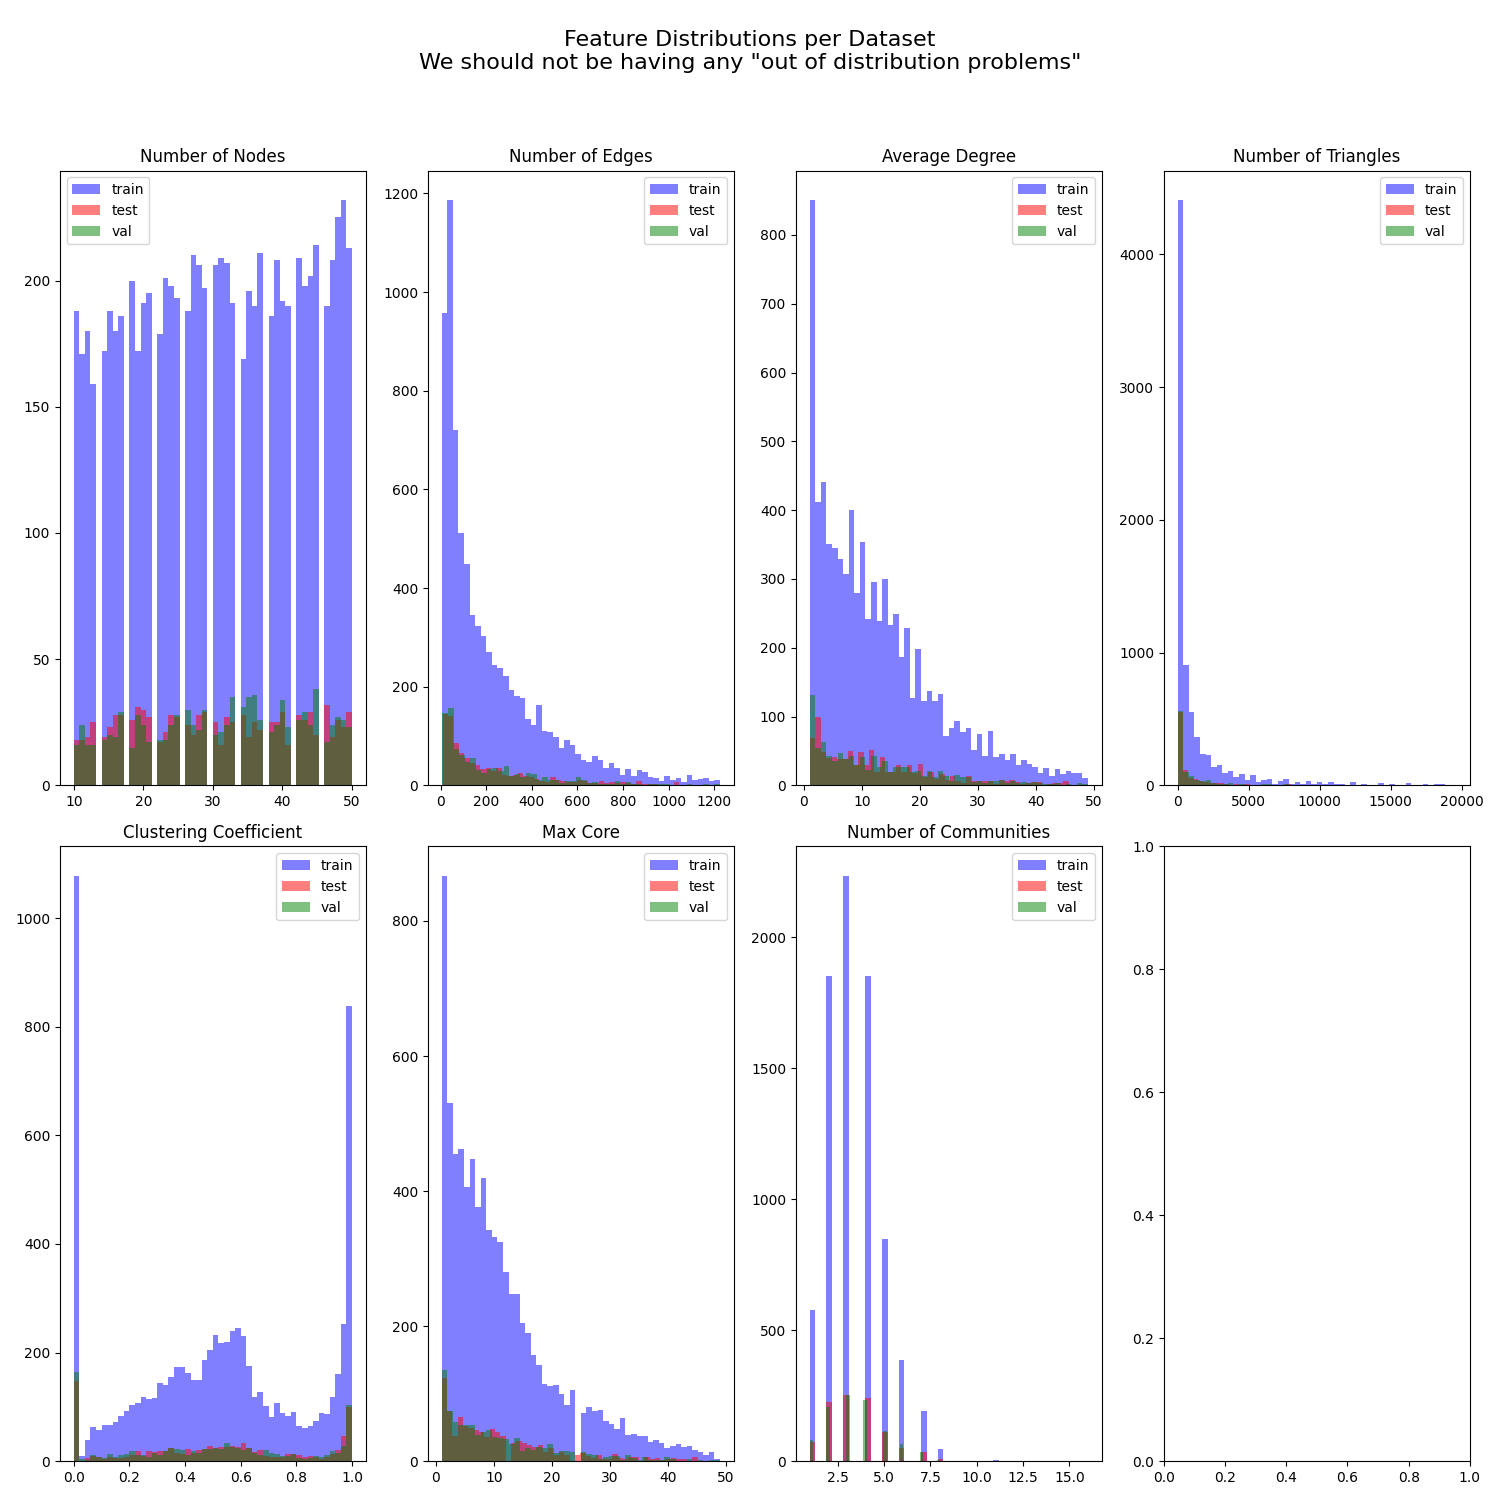 Feature Distributions per Dataset
We should not be having any "out of distribution problems"
Number of Nodes
train
test
val
0
50
100
150
200
10 20 30 40 50
Number of Edges
train
test
val
0
200
400
600
800
1000
1200
0 200 400 600 800 1000 1200
Average Degree
train
test
val
0
100
200
300
400
500
600
700
800
0 10 20 30 40 50
Number of Triangles
train
test
val
0
1000
2000
3000
4000
0 5000 10000 15000 20000
Clustering Coefficient
train
test
val
0
200
400
600
800
1000
0.0 0.2 0.4 0.6 0.8 1.0
Max Core
train
test
val
0
200
400
600
800
0 10 20 30 40 50
Number of Communities
train
test
val
0
500
1000
1500
2000
2.5 5.0 7.5 10.0 12.5 15.0
0.0
0.2
0.4
0.6
0.8
1.0
0.0 0.2 0.4 0.6 0.8 1.0